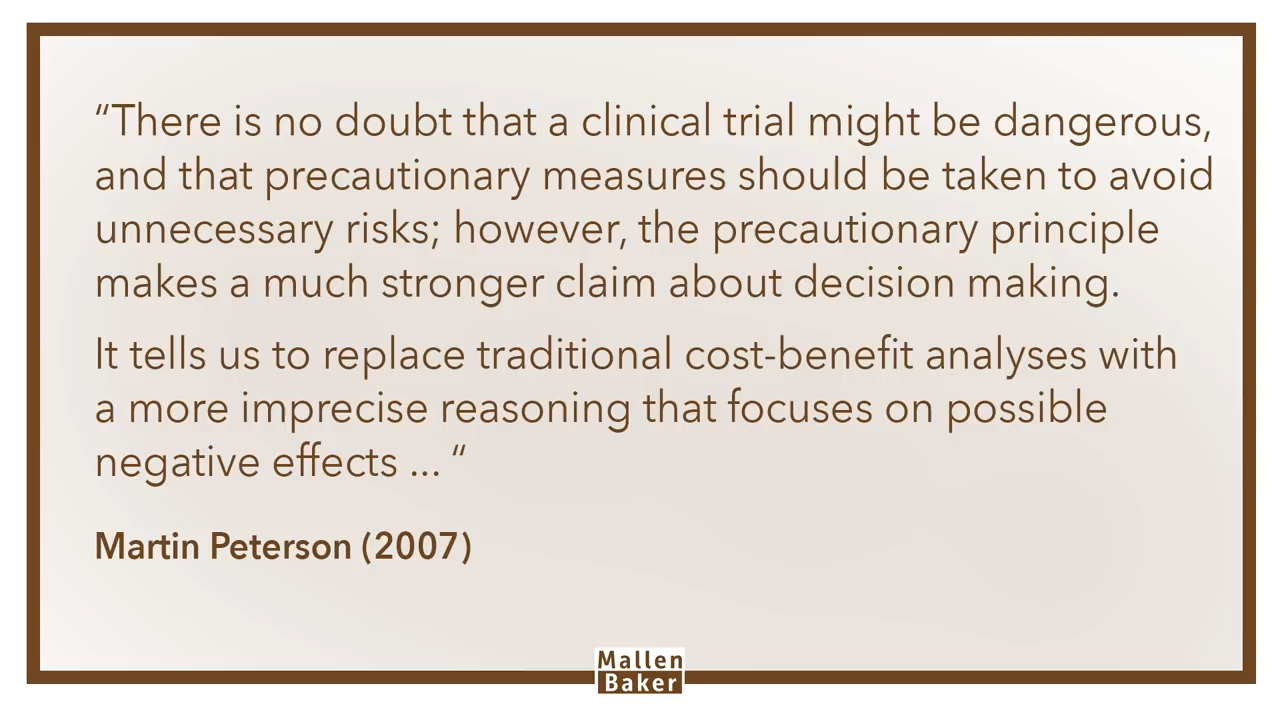 “There is no doubt that a clinical trial might be dangerous,
and that precautionary measures should be taken to avoid
unnecessary risks; however, the precautionary principle
makes a much stronger claim about decision making.
It tells us to replace traditional cost-benefit analyses with
a more imprecise reasoning that focuses on possible
negative effects ... “
Martin Peterson (2007)
Mallen
Baker